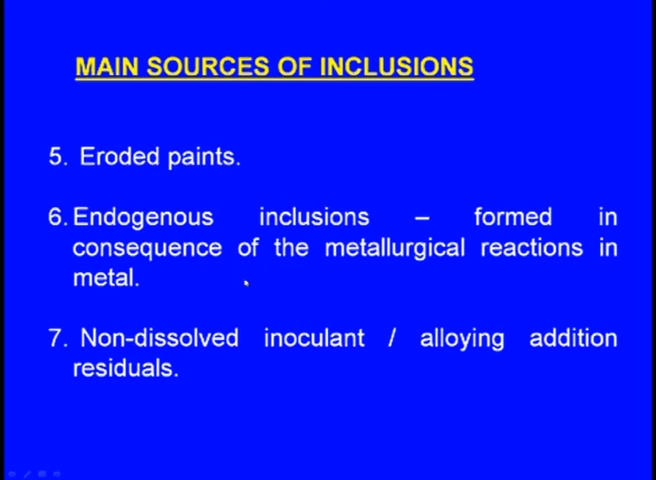 MAIN SOURCES OF INCLUSIONS
5. Eroded paints.
6. Endogenous inclusions – formed in
consequence of the metallurgical reactions in
metal.
7. Non-dissolved inoculant / alloying addition
residuals.